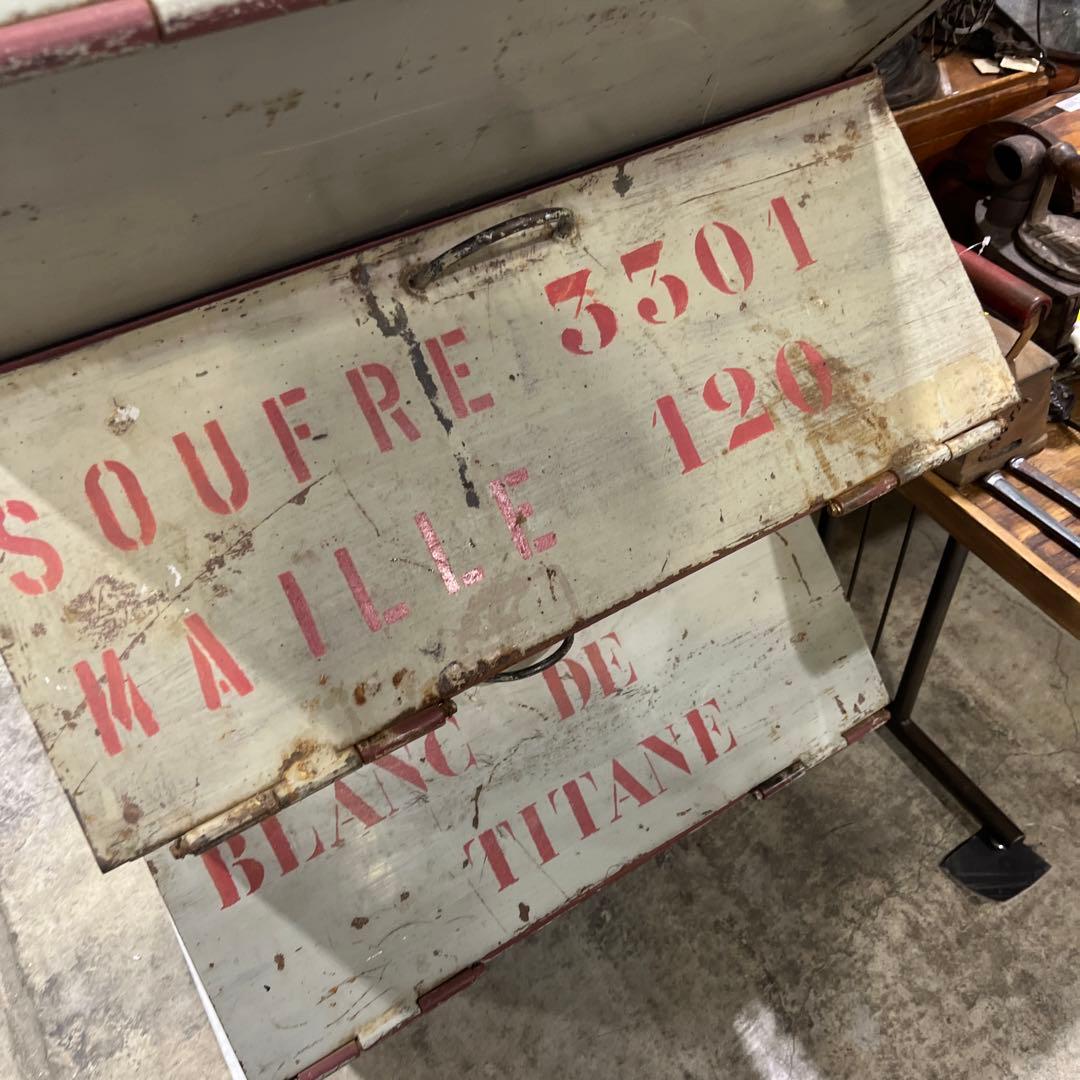 SOUFRE 3301
MAILLE 120
BLANC DE
TITANE